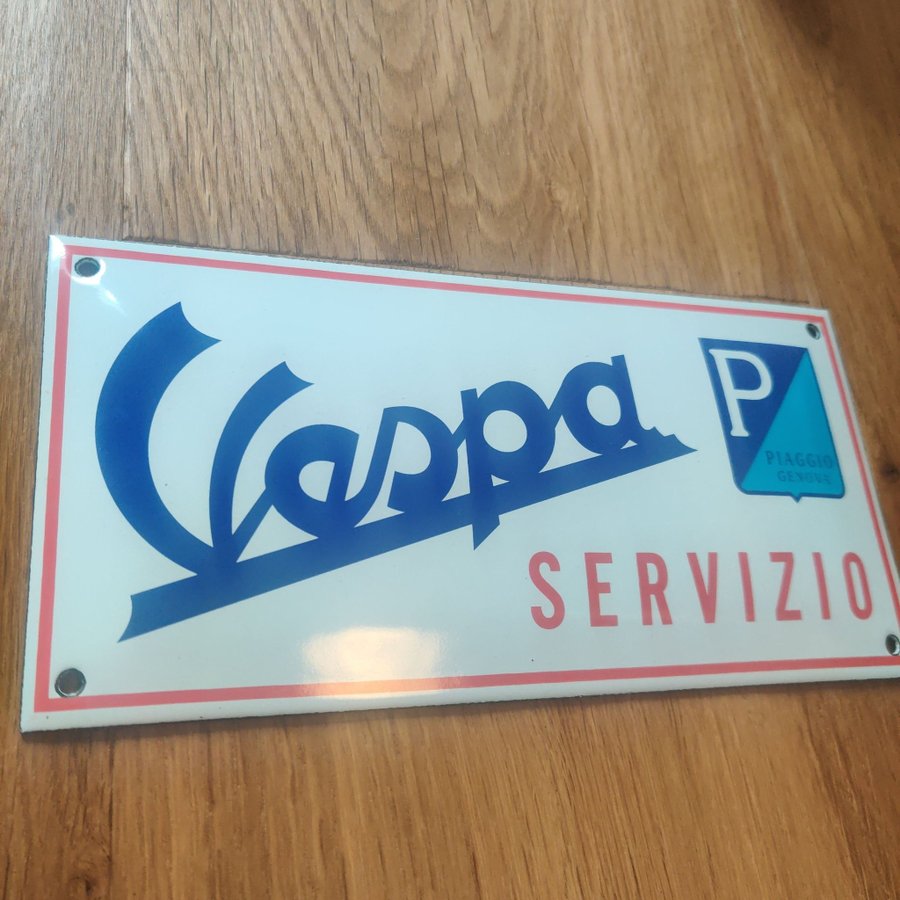 Vespa
P
PIAGGIO
GENOVA
SERVIZIO